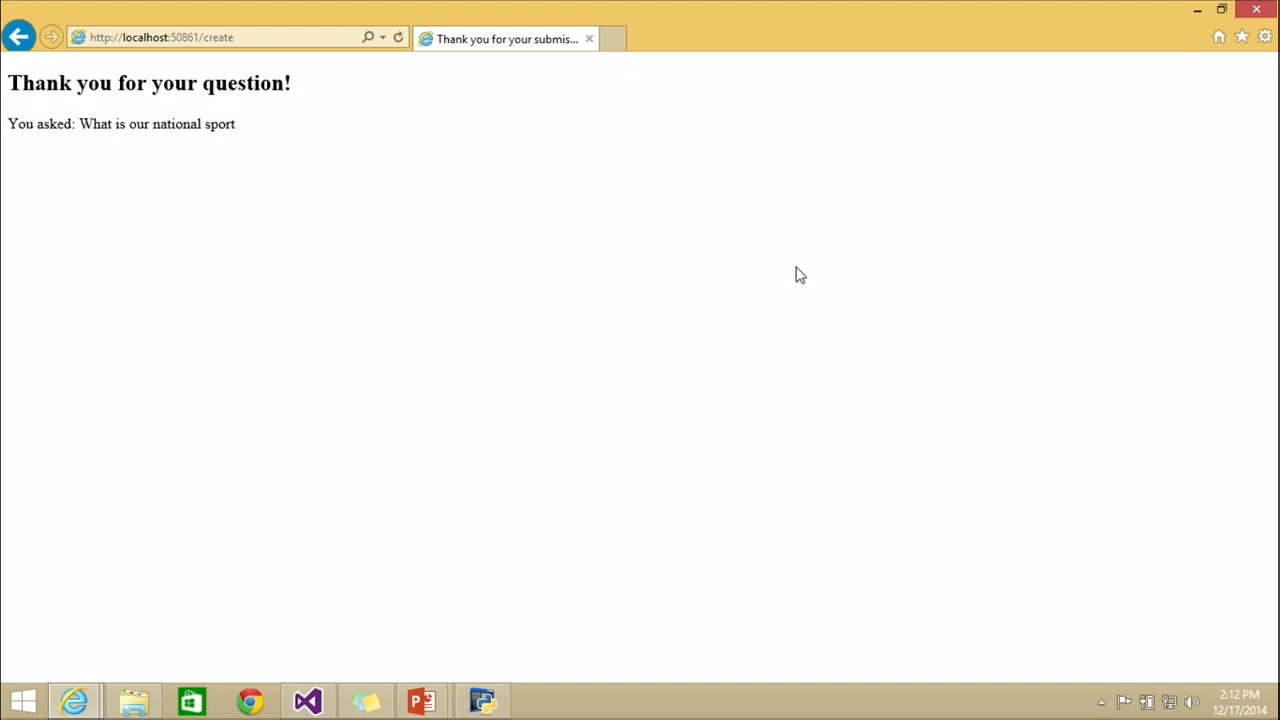 http://localhost:50861/create
Thank you for your submis...
Thank you for your question!
You asked: What is our national sport
2:12 PM
12/17/2014